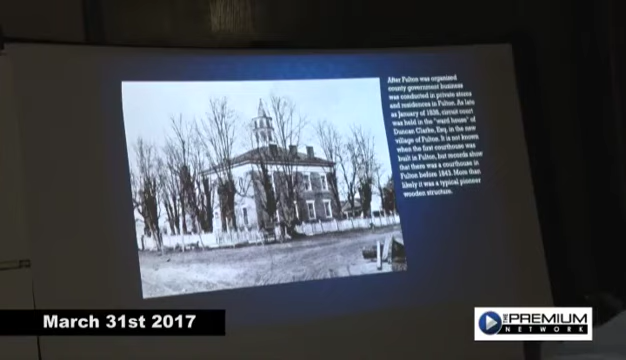 After Fulton was organized
county government business
was conducted in private stores
and residences in Fulton. As late
as January of 1838, circuit court
was held in the "ward house" of
Duncan Clarke, Esq. in the new
village of Fulton. It is not known
when the first courthouse was
built in Fulton, but records show
that there was a courthouse in
Fulton before 1843. More than
likely it was a typical pioneer
wooden structure.
March 31st 2017
THE PREMIUM
NETWORK